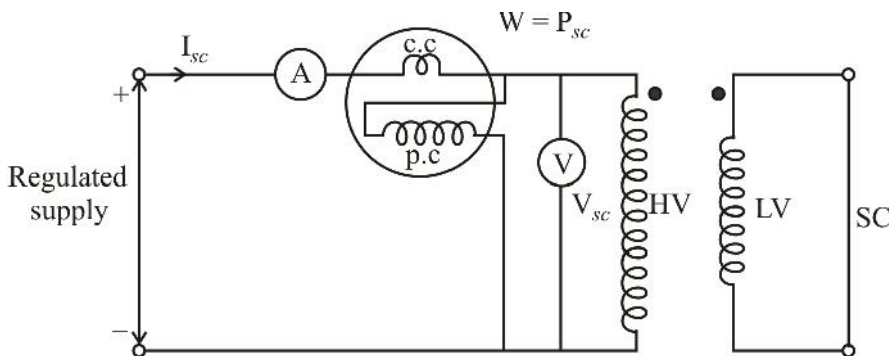 W = P_sc
I_sc
c.c
A
+
p.c
V
Regulated
supply
V_sc
HV
LV
SC
−